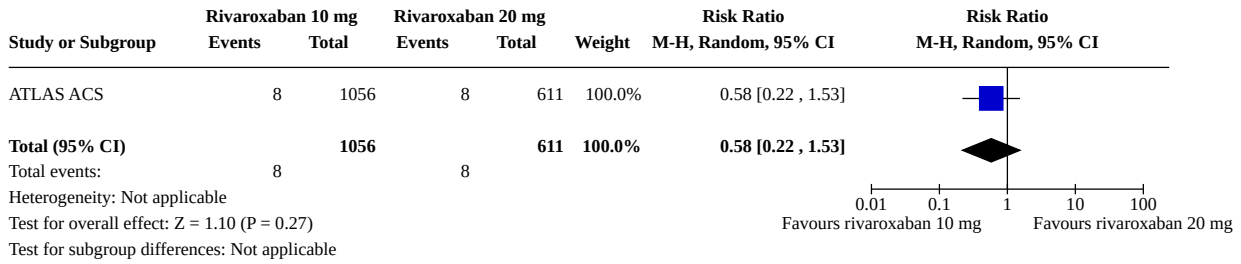 Rivaroxaban 10 mg Rivaroxaban 20 mg Risk Ratio Risk Ratio
Study or Subgroup Events Total Events Total Weight M-H, Random, 95% CI M-H, Random, 95% CI
ATLAS ACS 8 1056 8 611 100.0% 0.58 [0.22 , 1.53]
Total (95% CI) 1056 611 100.0% 0.58 [0.22 , 1.53]
Total events: 8 8
Heterogeneity: Not applicable
Test for overall effect: Z = 1.10 (P = 0.27)
Test for subgroup differences: Not applicable
0.01 0.1 1 10 100
Favours rivaroxaban 10 mg Favours rivaroxaban 20 mg